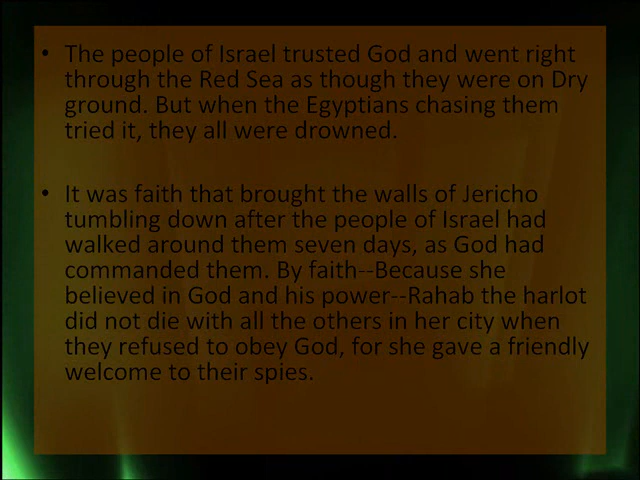 • The people of Israel trusted God and went right
through the Red Sea as though they were on Dry
ground. But when the Egyptians chasing them
tried it, they all were drowned.
• It was faith that brought the walls of Jericho
tumbling down after the people of Israel had
walked around them seven days, as God had
commanded them. By faith--Because she
believed in God and his power--Rahab the harlot
did not die with all the others in her city when
they refused to obey God, for she gave a friendly
welcome to their spies.